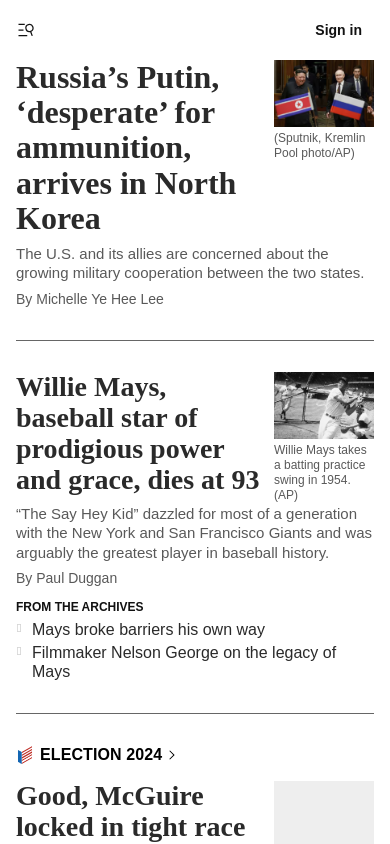 Sign in
Russia’s Putin,
‘desperate’ for
ammunition,
arrives in North
Korea
(Sputnik, Kremlin
Pool photo/AP)
The U.S. and its allies are concerned about the
growing military cooperation between the two states.
By Michelle Ye Hee Lee
Willie Mays,
baseball star of
prodigious power
and grace, dies at 93
Willie Mays takes
a batting practice
swing in 1954.
(AP)
“The Say Hey Kid” dazzled for most of a generation
with the New York and San Francisco Giants and was
arguably the greatest player in baseball history.
By Paul Duggan
FROM THE ARCHIVES
Mays broke barriers his own way
Filmmaker Nelson George on the legacy of
Mays
ELECTION 2024
Good, McGuire
locked in tight race